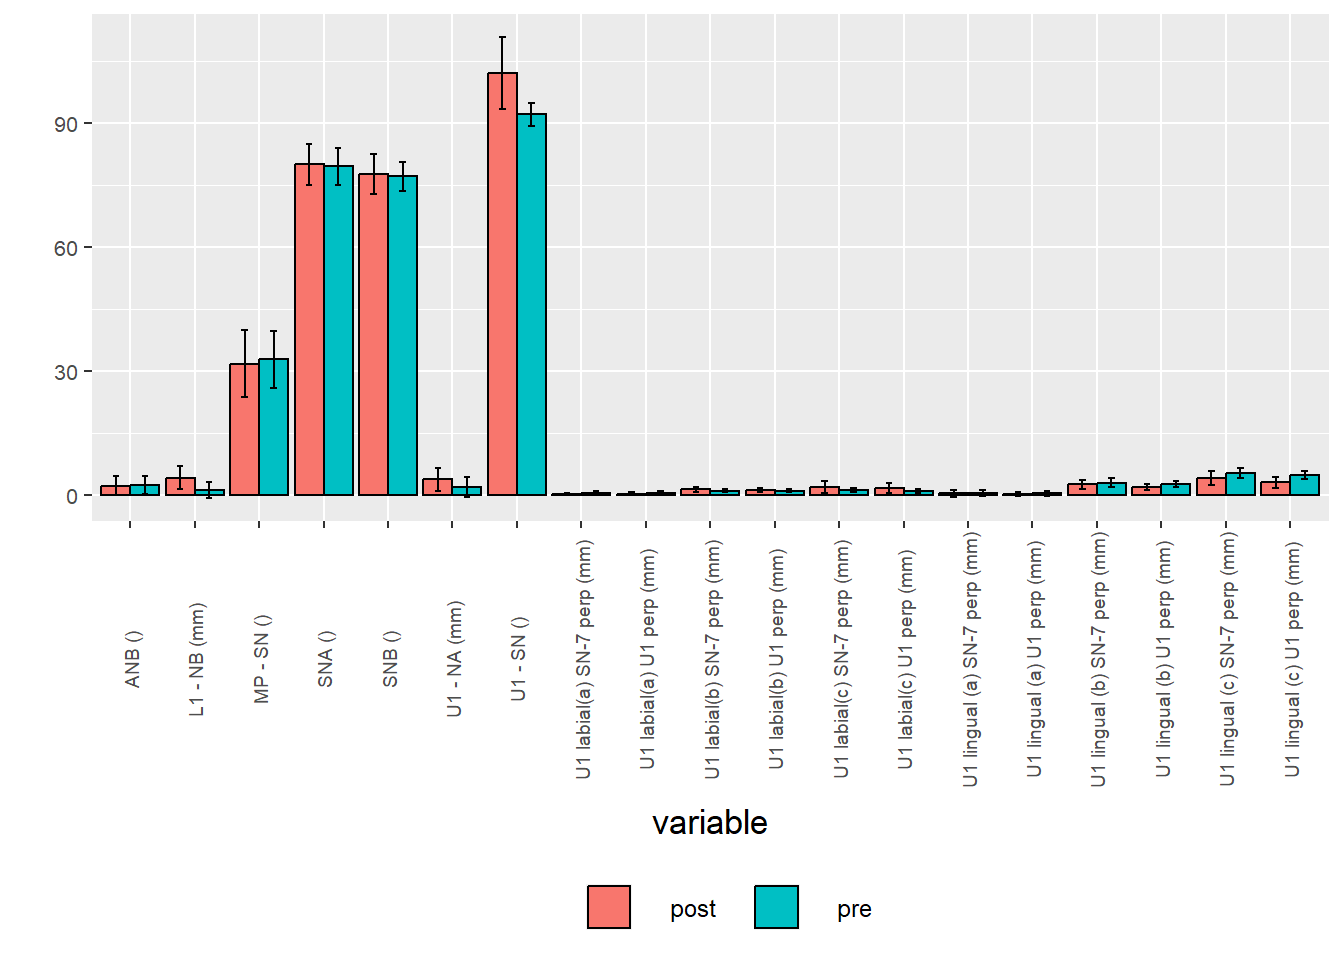 90
60
30
0
ANB ()
L1 - NB (mm)
MP - SN ()
SNA ()
SNB ()
U1 - NA (mm)
U1 - SN ()
U1 labial(a) SN-7 perp (mm)
U1 labial(a) U1 perp (mm)
U1 labial(b) SN-7 perp (mm)
U1 labial(b) U1 perp (mm)
U1 labial(c) SN-7 perp (mm)
U1 labial(c) U1 perp (mm)
U1 lingual (a) SN-7 perp (mm)
U1 lingual (a) U1 perp (mm)
U1 lingual (b) SN-7 perp (mm)
U1 lingual (b) U1 perp (mm)
U1 lingual (c) SN-7 perp (mm)
U1 lingual (c) U1 perp (mm)
variable
post pre